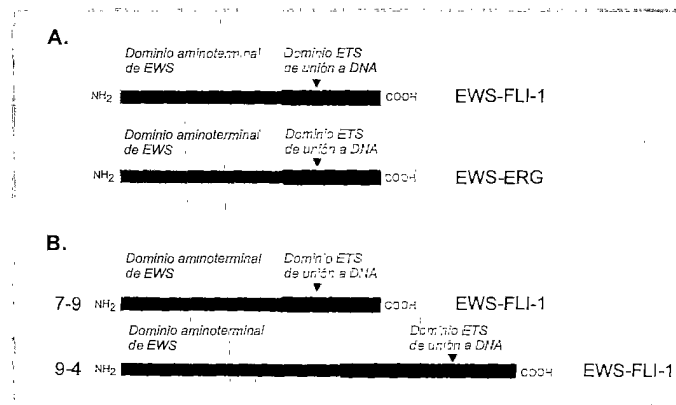 A.
Dominio aminoterminal
de EWS
Dominio ETS
de unión a DNA
NH2
COOH
EWS-FLI-1
Dominio aminoterminal
de EWS
Dominio ETS
de unión a DNA
NH2
COOH
EWS-ERG
B.
Dominio aminoterminal
de EWS
Dominio ETS
de unión a DNA
7-9
NH2
COOH
EWS-FLI-1
Dominio aminoterminal
de EWS
Dominio ETS
de unión a DNA
9-4
NH2
COOH
EWS-FLI-1